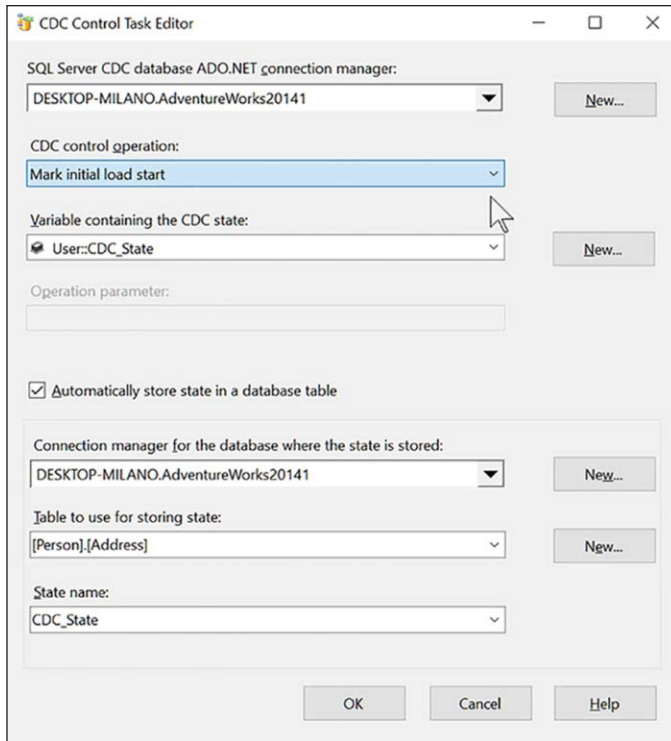 CDC Control Task Editor
SQL Server CDC database ADO.NET connection manager:
DESKTOP-MILANO.AdventureWorks20141
New...
CDC control operation:
Mark initial load start
Variable containing the CDC state:
User::CDC_State
New...
Operation parameter:
Automatically store state in a database table
Connection manager for the database where the state is stored:
DESKTOP-MILANO.AdventureWorks20141
New...
Table to use for storing state:
[Person].[Address]
New...
State name:
CDC_State
OK Cancel Help